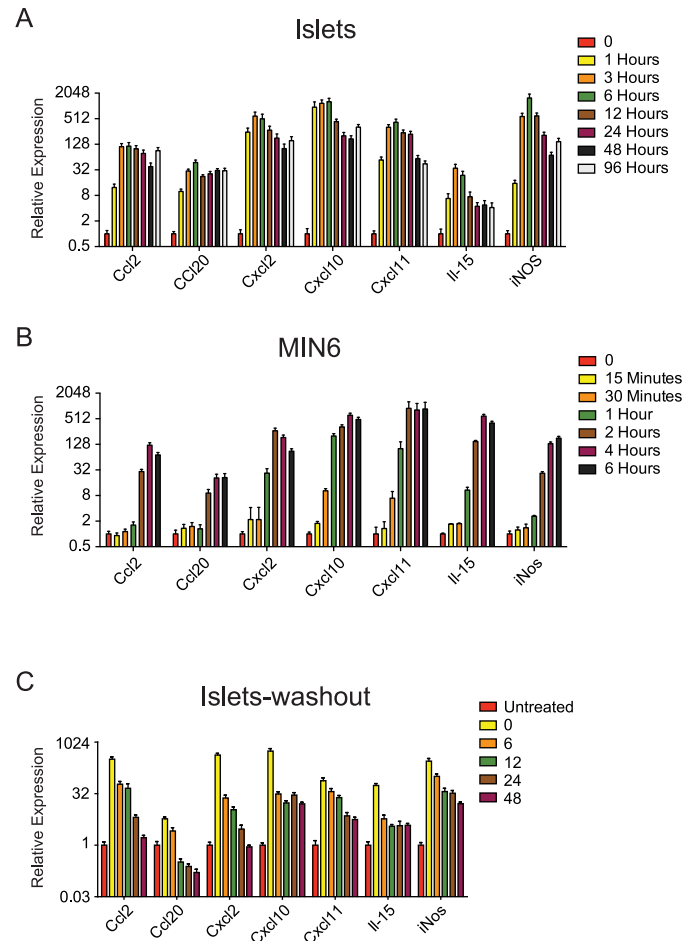 A
Islets
Relative Expression
2048
512
128
32
8
2
0.5
Ccl2
CCl20
Cxcl2
Cxcl10
Cxcl11
Il-15
iNOS
0
1 Hours
3 Hours
6 Hours
12 Hours
24 Hours
48 Hours
96 Hours
B
MIN6
Relative Expression
2048
512
128
32
8
2
0.5
Ccl2
Ccl20
Cxcl2
Cxcl10
Cxcl11
Il-15
iNos
0
15 Minutes
30 Minutes
1 Hour
2 Hours
4 Hours
6 Hours
C
Islets-washout
Relative Expression
1024
32
1
0.03
Ccl2
Ccl20
Cxcl2
Cxcl10
Cxcl11
Il-15
iNos
Untreated
0
6
12
24
48